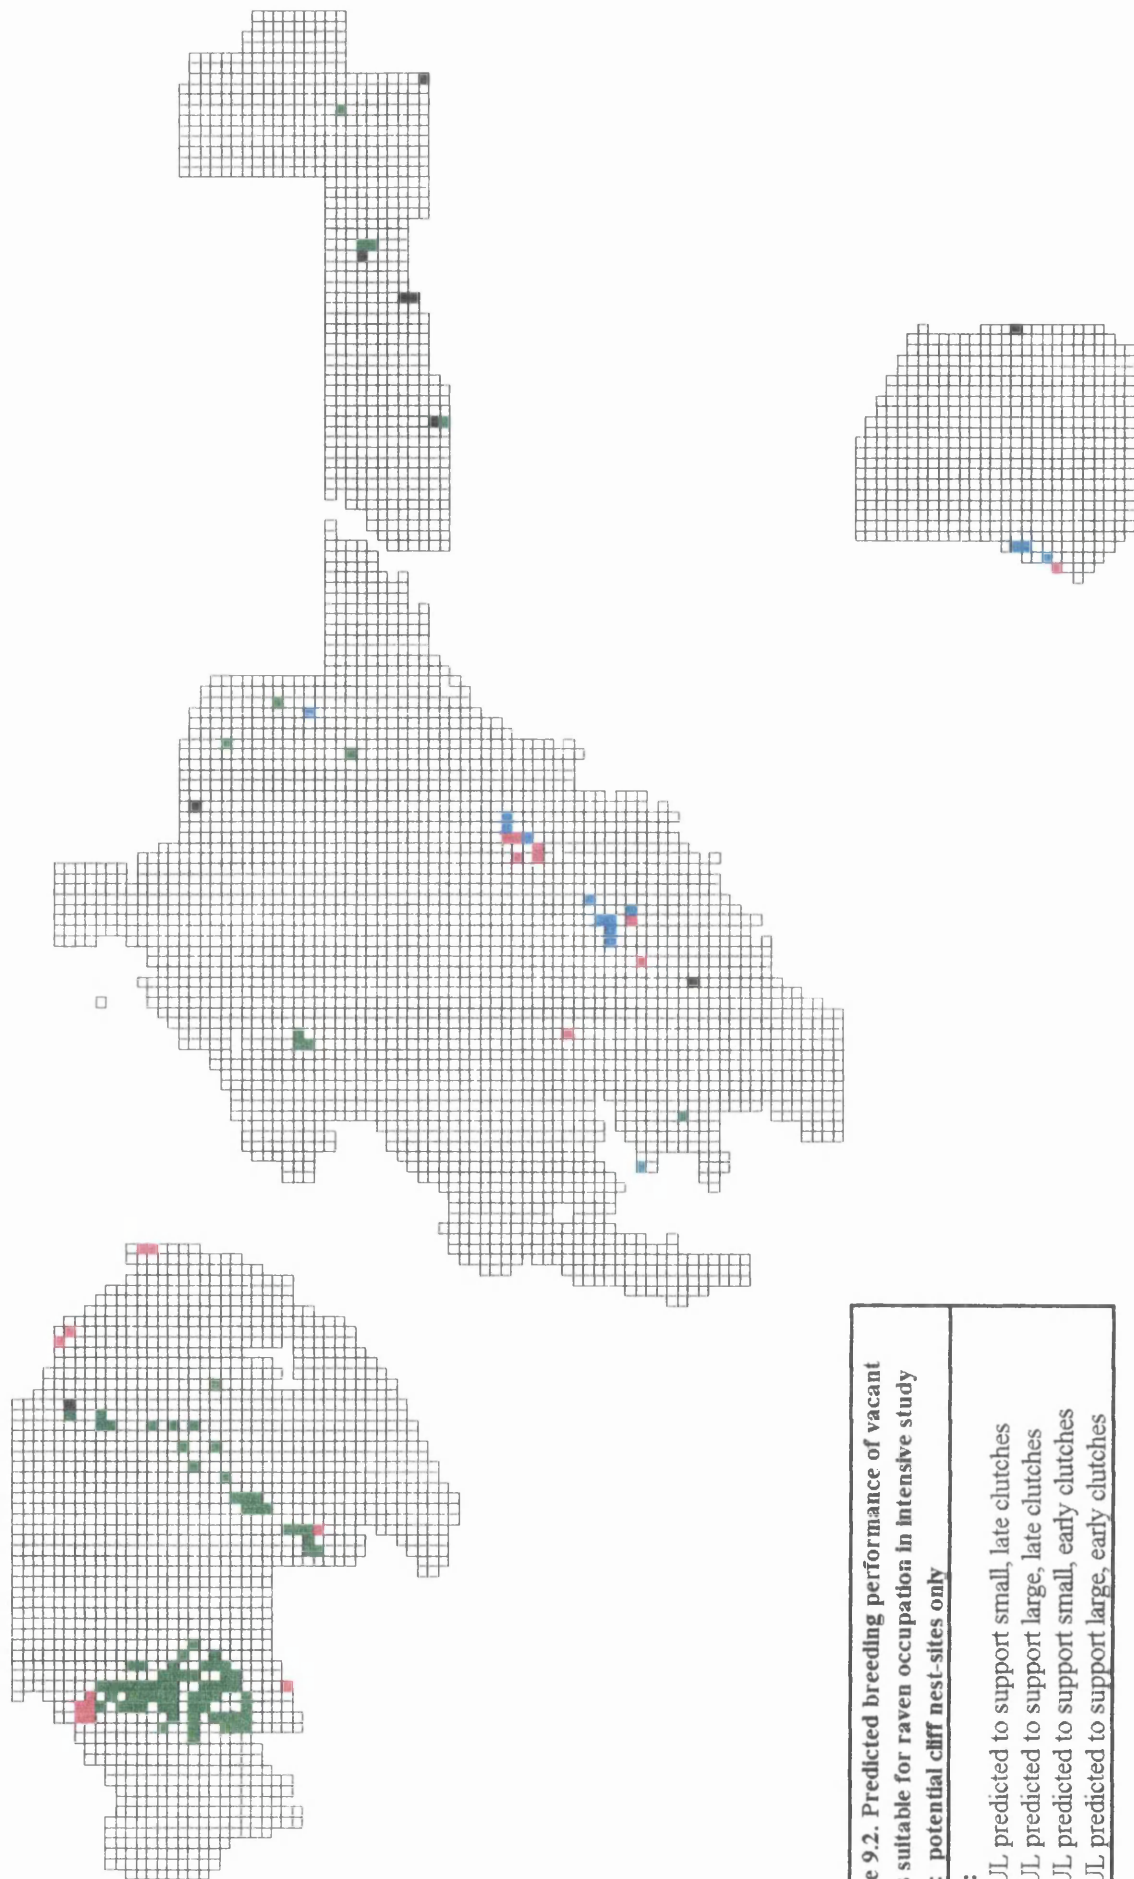 e 9.2. Predicted breeding performance of vacant
s suitable for raven occupation in intensive study
: potential cliff nest-sites only
:
JL predicted to support small, late clutches
JL predicted to support large, late clutches
JL predicted to support small, early clutches
JL predicted to support large, early clutches